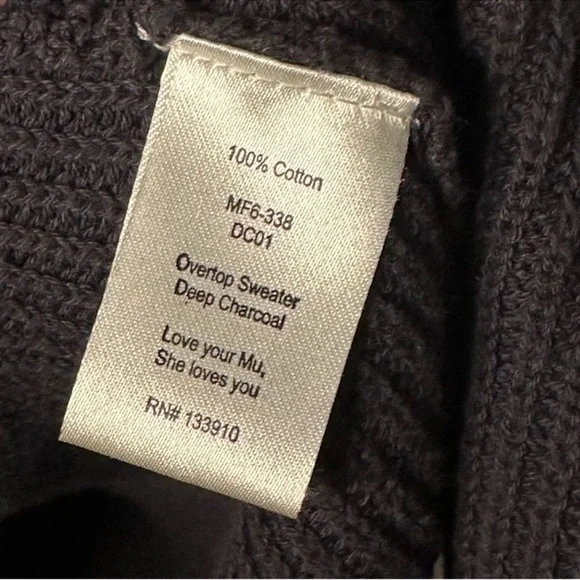 100% Cotton
MF6-338
DC01
Overtop Sweater
Deep Charcoal
Love your Mu,
She loves you
RN# 133910